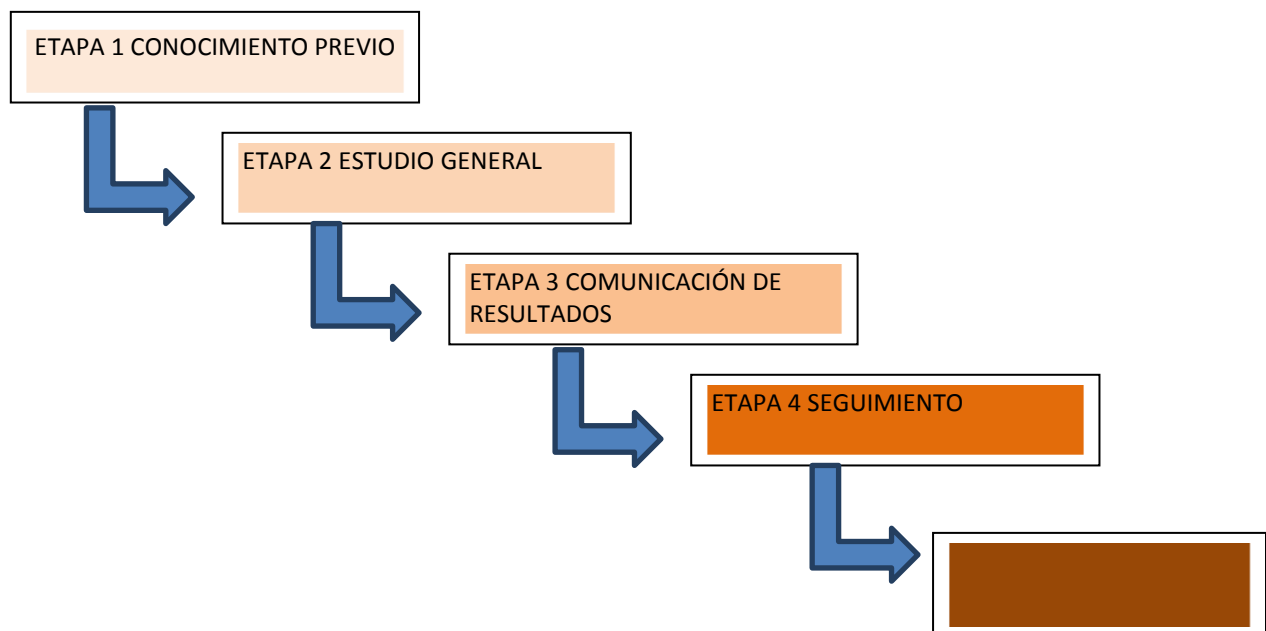 ETAPA 1 CONOCIMIENTO PREVIO
ETAPA 2 ESTUDIO GENERAL
ETAPA 3 COMUNICACIÓN DE
RESULTADOS
ETAPA 4 SEGUIMIENTO